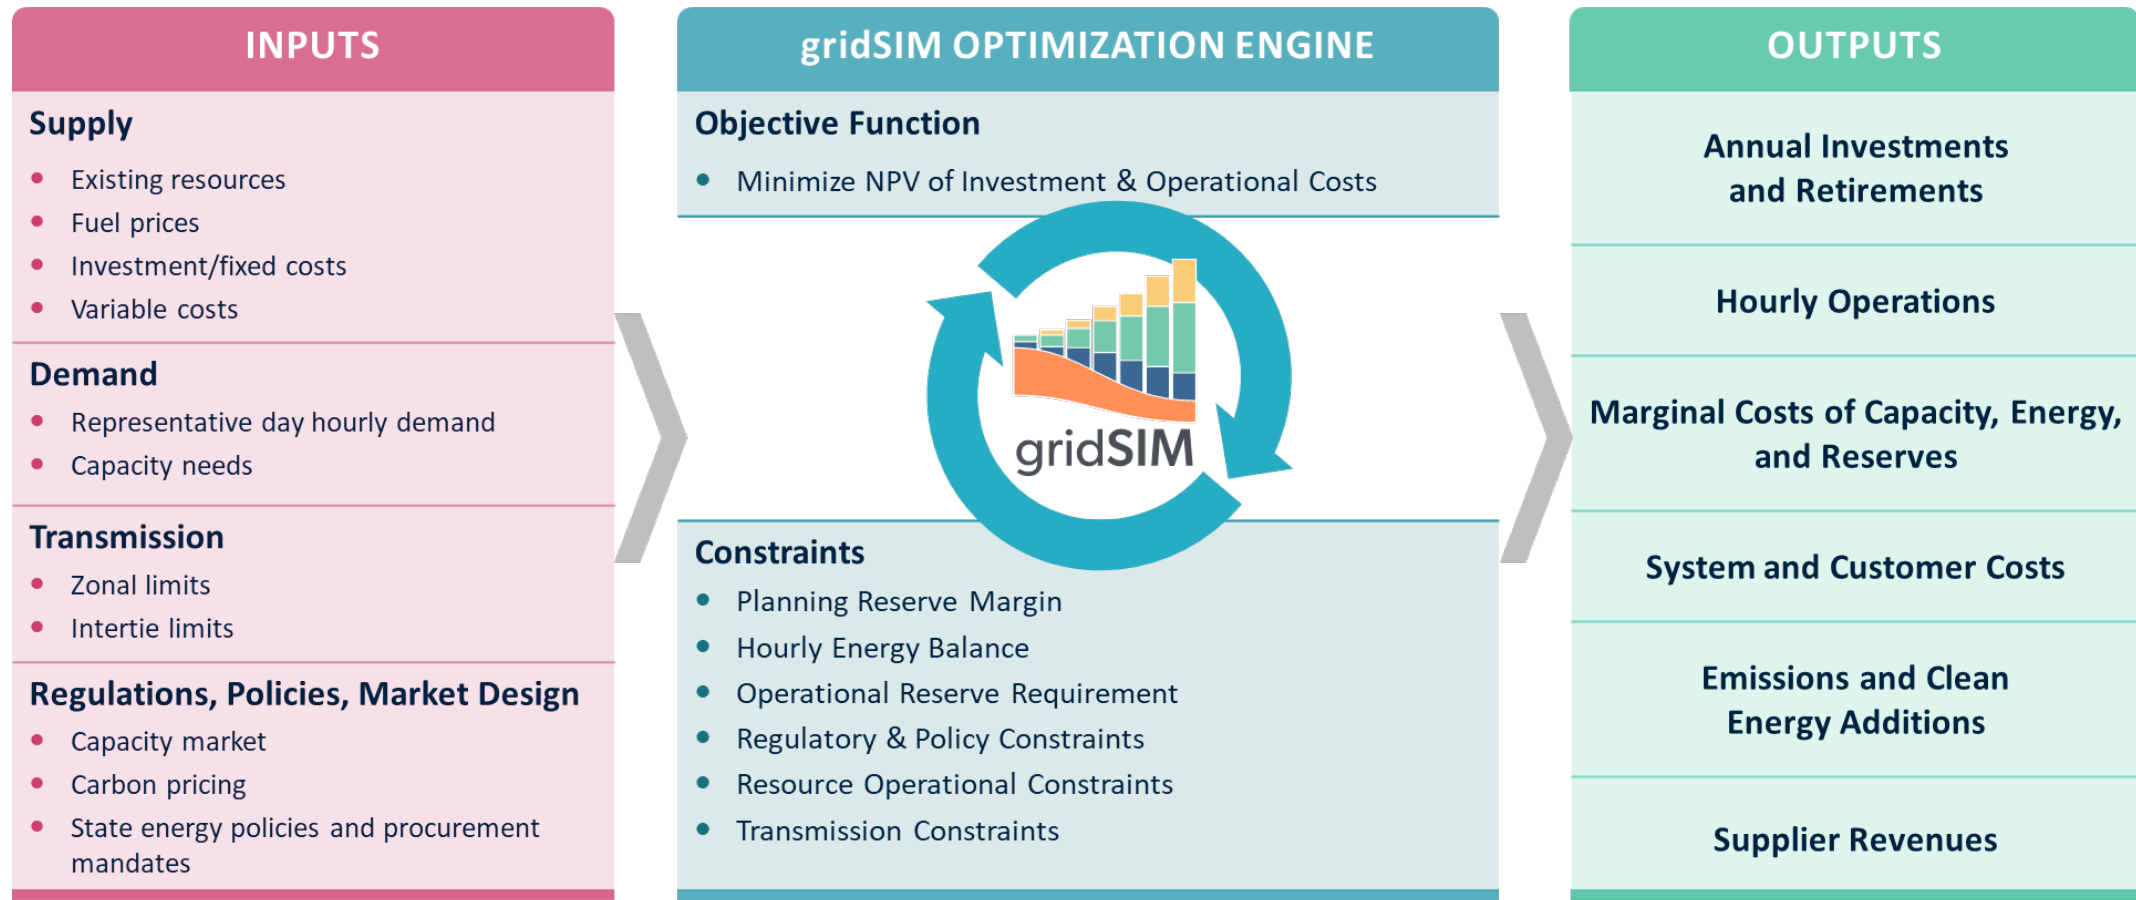 INPUTS
Supply
Existing resources
Fuel prices
Investment/fixed costs
Variable costs
Demand
Representative day hourly demand
Capacity needs
Transmission
Zonal limits
Intertie limits
Regulations, Policies, Market Design
Capacity market
Carbon pricing
State energy policies and procurement
mandates
gridSIM OPTIMIZATION ENGINE
Objective Function
Minimize NPV of Investment & Operational Costs
gridSIM
Constraints
Planning Reserve Margin
Hourly Energy Balance
Operational Reserve Requirement
Regulatory & Policy Constraints
Resource Operational Constraints
Transmission Constraints
OUTPUTS
Annual Investments
and Retirements
Hourly Operations
Marginal Costs of Capacity, Energy,
and Reserves
System and Customer Costs
Emissions and Clean
Energy Additions
Supplier Revenues